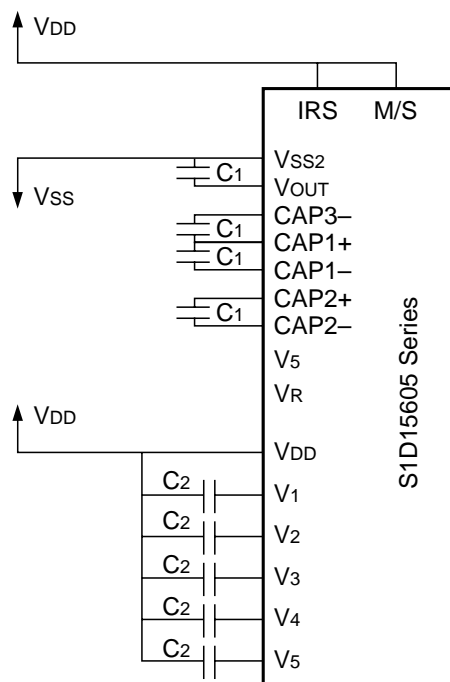 VDD
IRS M/S
VSS2
C1
VSS
VOUT
CAP3–
C1
CAP1+
C1
CAP1–
CAP2+
C1
CAP2–
V5
VR
S1D15605 Series
VDD
VDD
C2
V1
C2
V2
C2
V3
C2
V4
C2
V5